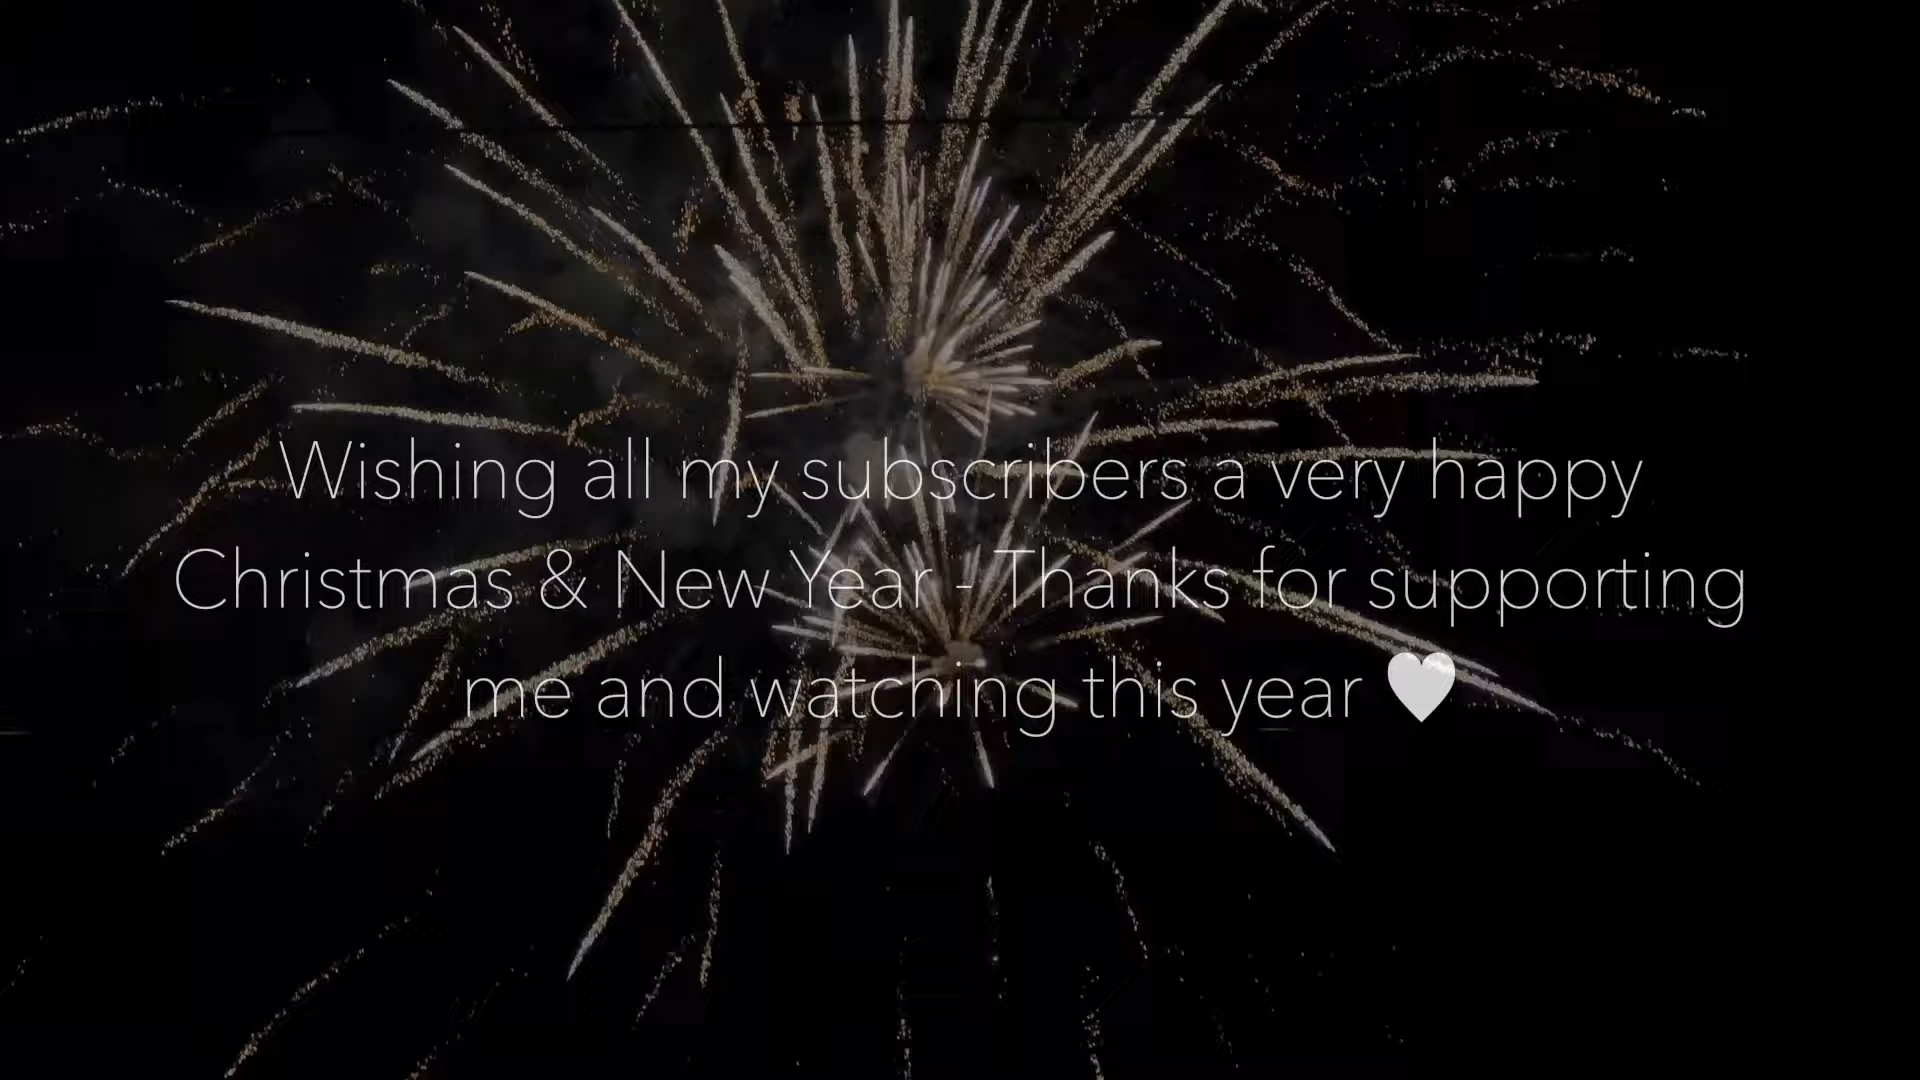 Wishing all my subscribers a very happy
Christmas & New Year - Thanks for supporting
me and watching this year 🤍